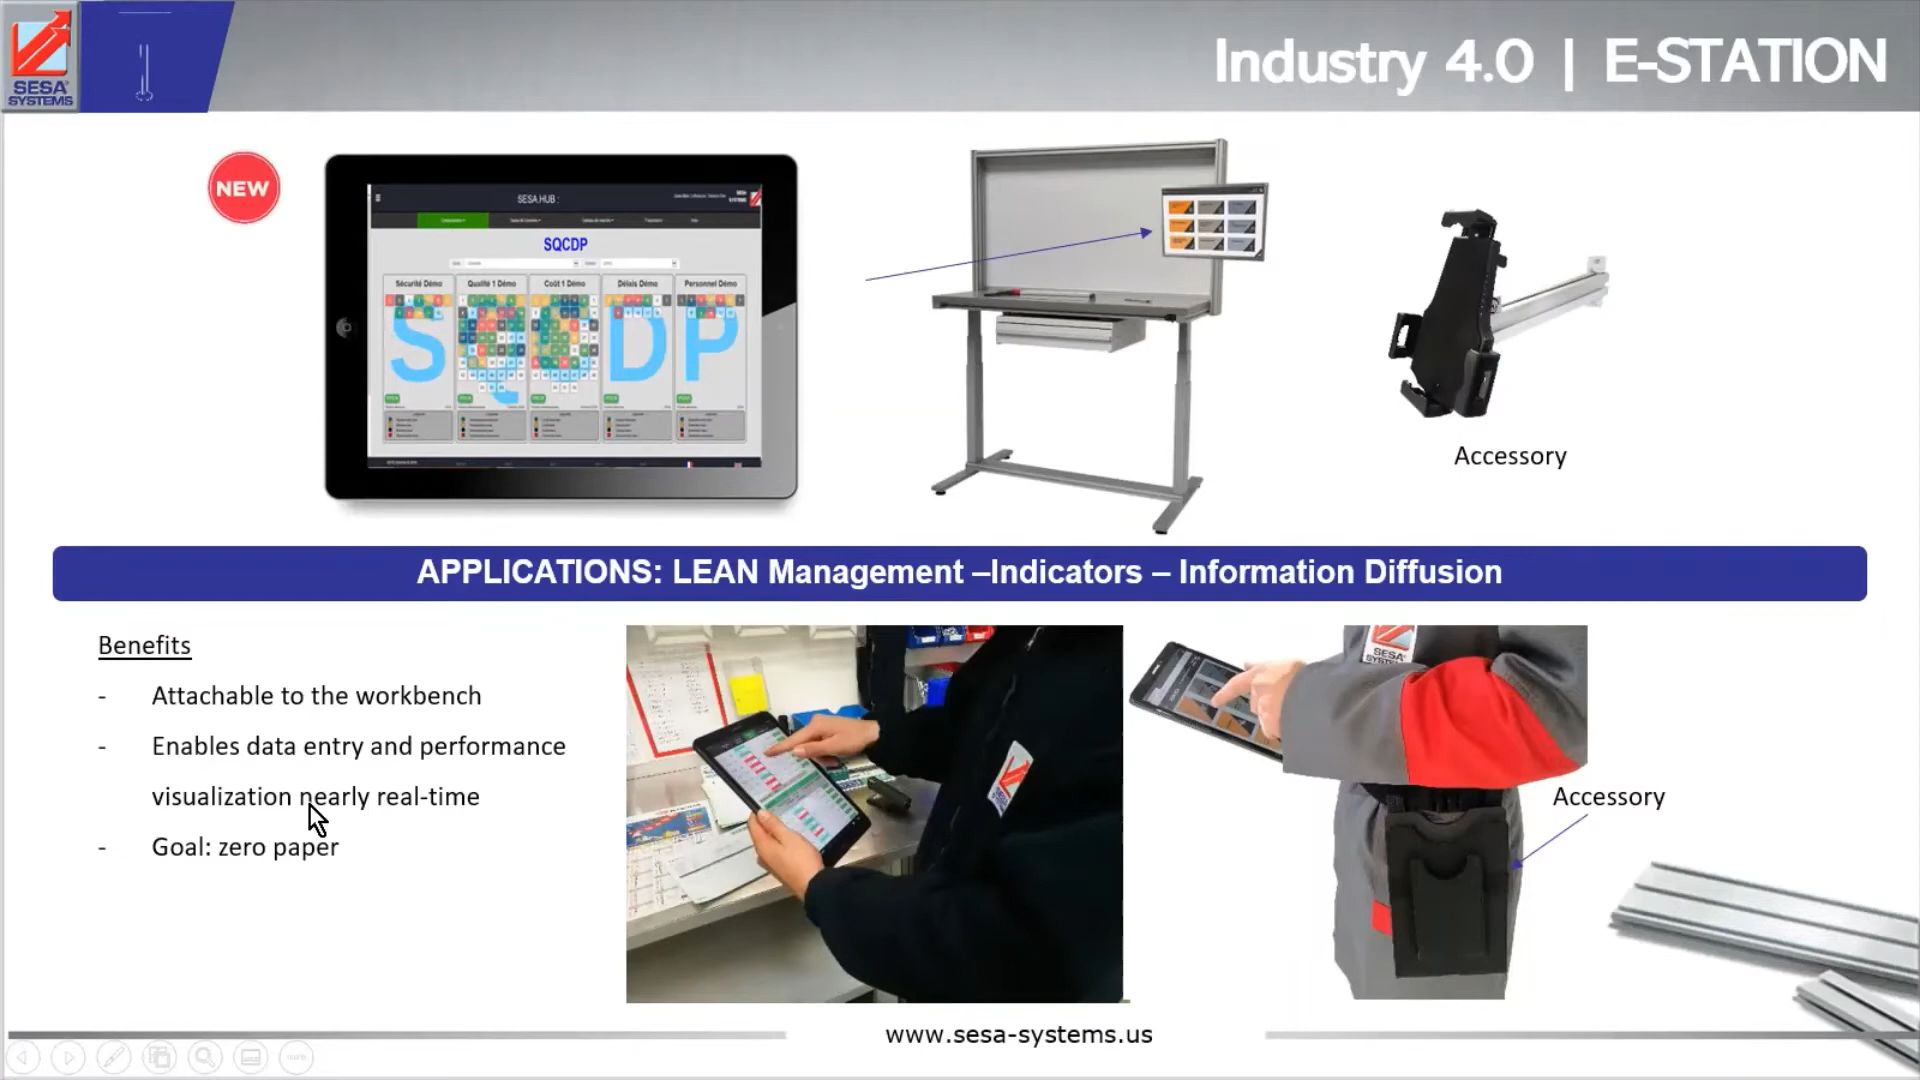 SESA
SYSTEMS
Industry 4.0 | E-STATION
NEW
SESA HUB :
SQCDP
Sécurité Démo
Qualité 1 Démo
Coût 1 Démo
Délais Démo
Personnel Démo
S Q C D P
Accessory
APPLICATIONS: LEAN Management –Indicators – Information Diffusion
Benefits
- Attachable to the workbench
- Enables data entry and performance
visualization nearly real-time
- Goal: zero paper
SESA
SYSTEMS
Accessory
www.sesa-systems.us